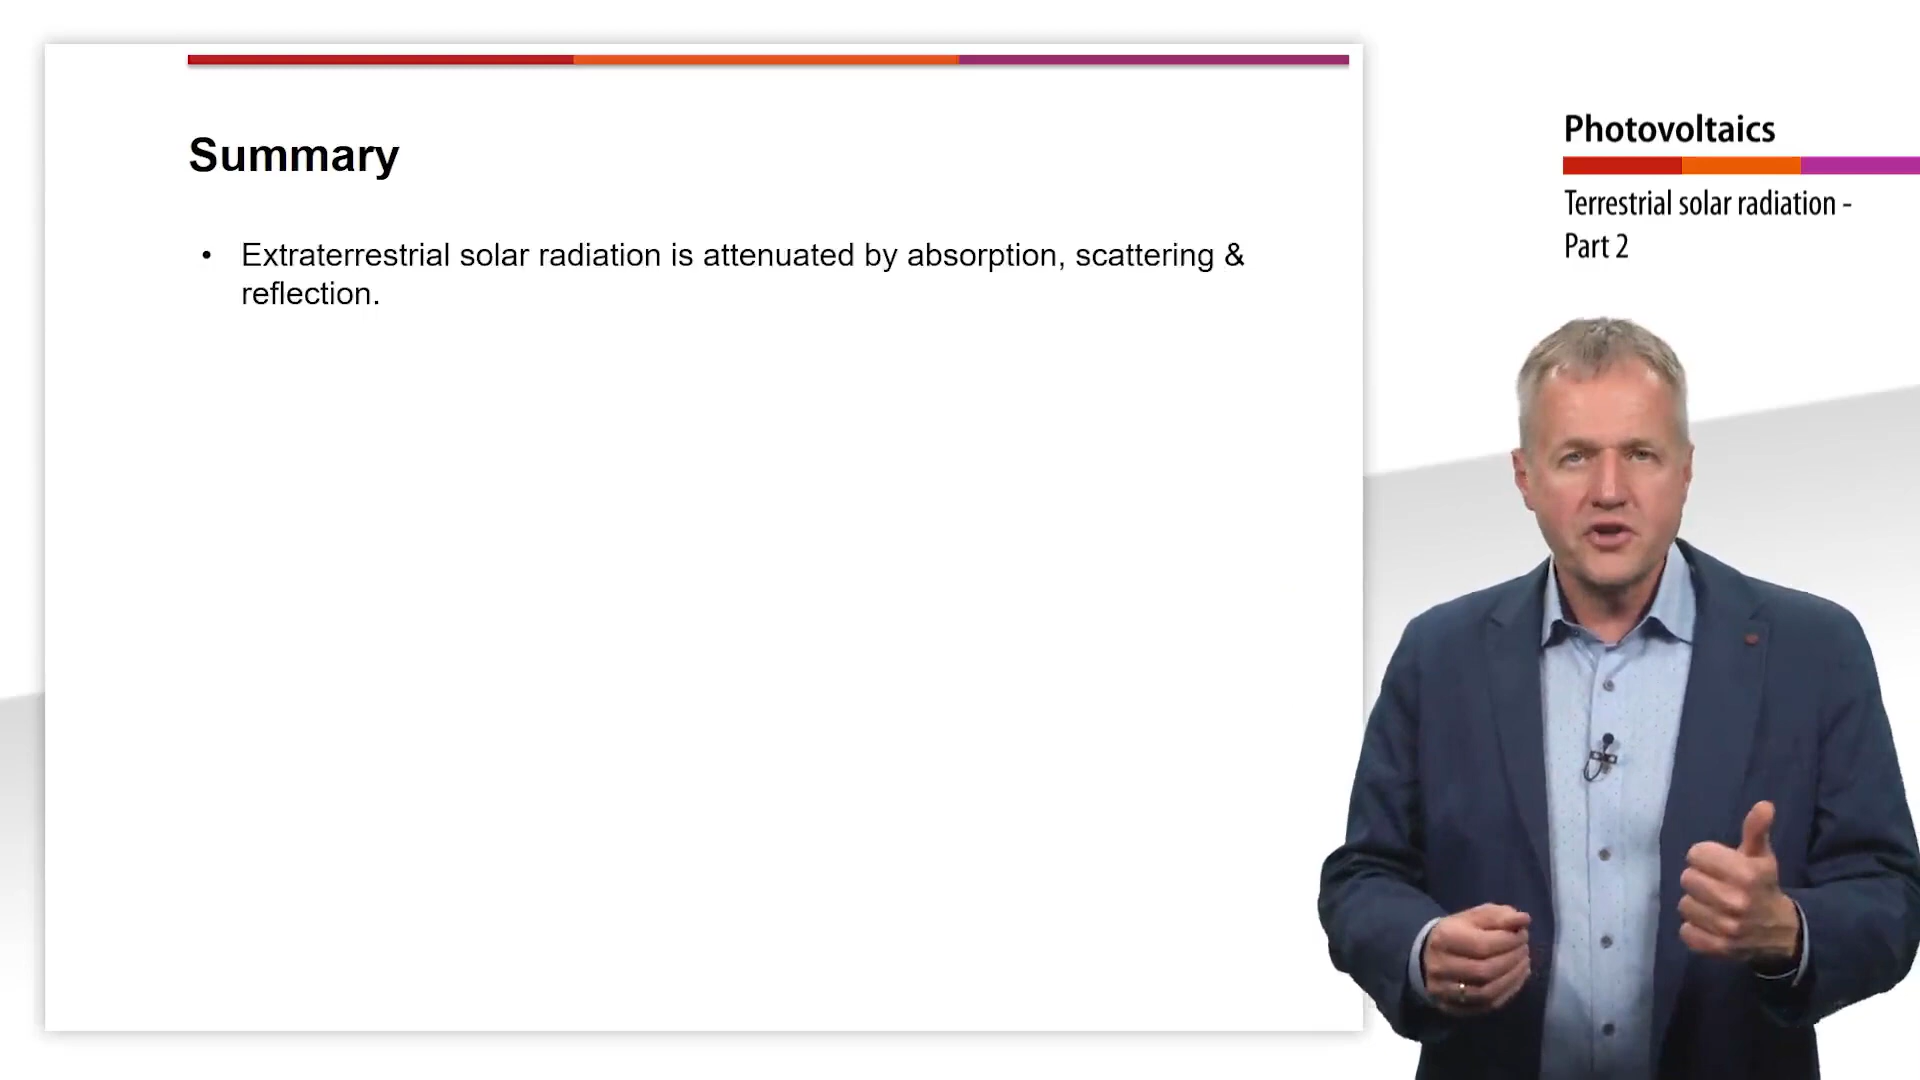 Summary
• Extraterrestrial solar radiation is attenuated by absorption, scattering &
reflection.
Photovoltaics
Terrestrial solar radiation -
Part 2